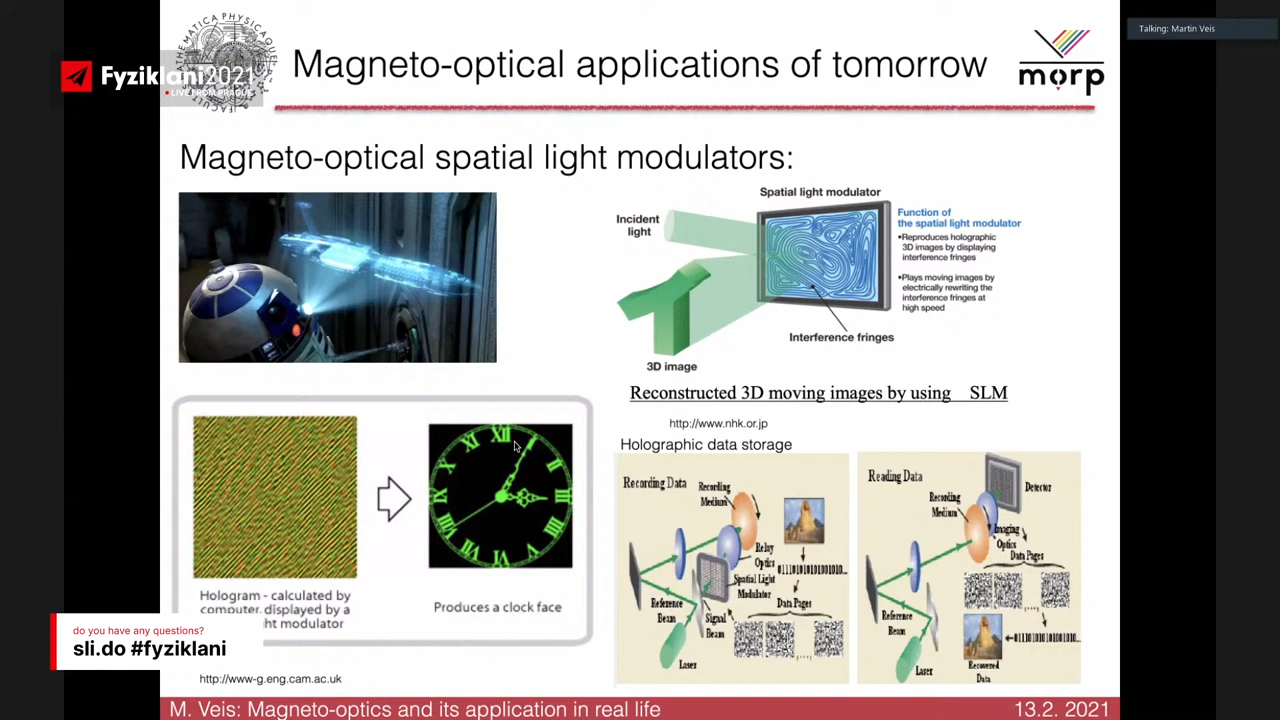 Talking: Martin Veis
Fyziklani2021
LIVE FROM PRAGUE
Magneto-optical applications of tomorrow
morp
Magneto-optical spatial light modulators:
Spatial light modulator
Incident
light
Function of
the spatial light modulator
•Reproduces holographic
3D images by displaying
interference fringes
•Plays moving images by
electrically rewriting the
interference fringes at
high speed
Interference fringes
3D image
Reconstructed 3D moving images by using SLM
http://www.nhk.or.jp
Hologram - calculated by
computer, displayed by a
ht modulator
Produces a clock face
http://www-g.eng.cam.ac.uk
Holographic data storage
Recording Data
Recording
Medium
Relay
Optics
Spatial Light
Modulator
Reference
Beam
Signal
Beam
Laser
Data Pages
Reading Data
Detector
Recording
Medium
Imaging
Optics
Data Pages
Reference
Beam
Laser
Recovered
Data
do you have any questions?
sli.do #fyziklani
M. Veis: Magneto-optics and its application in real life
13.2. 2021